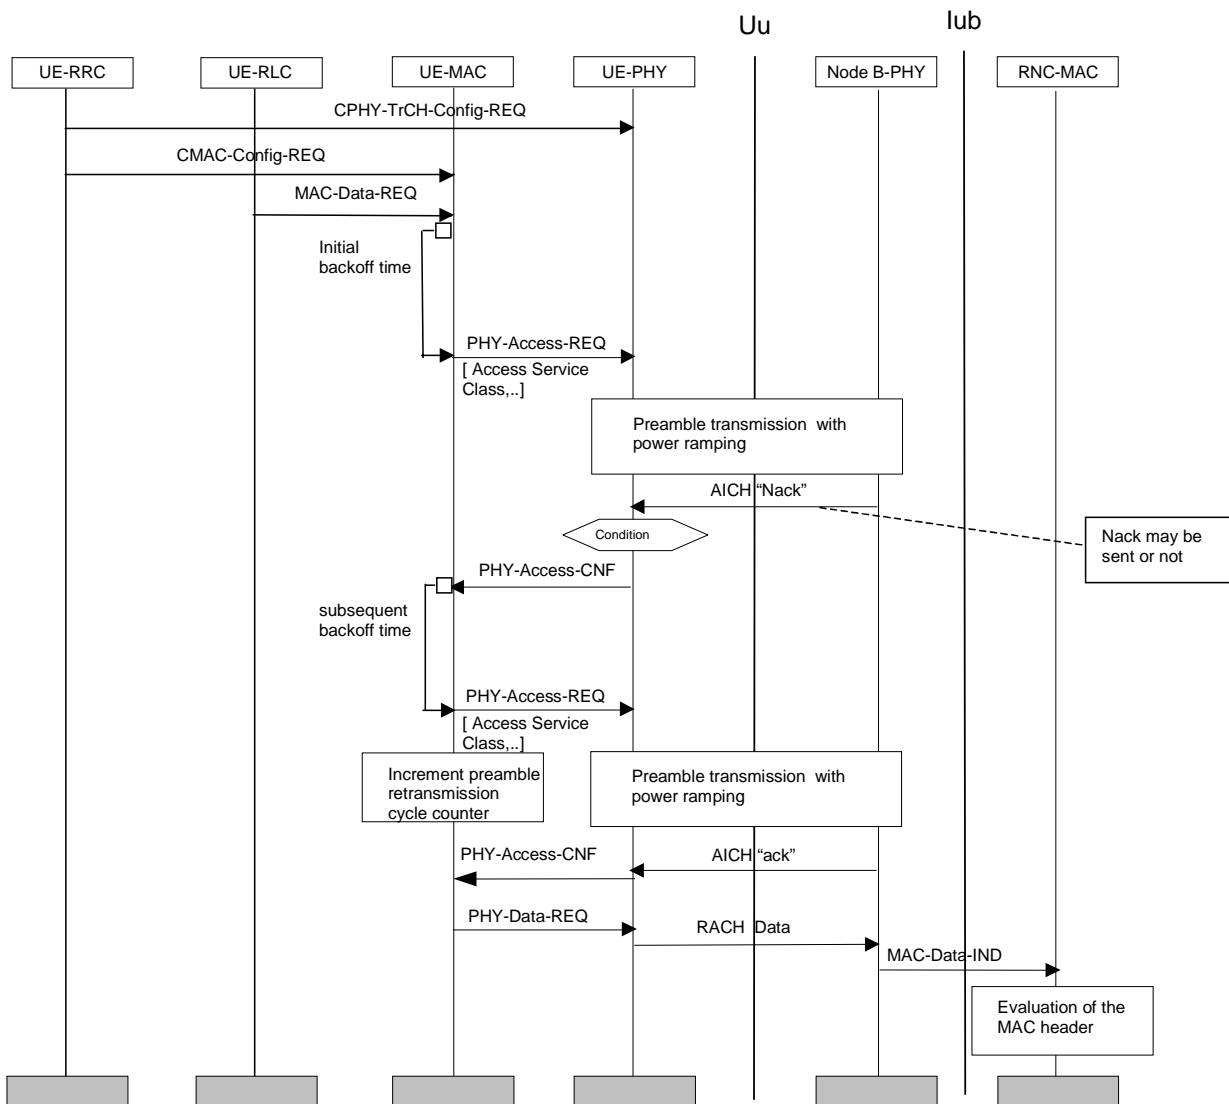 Uu
Iub
UE-RRC
UE-RLC
UE-MAC
UE-PHY
Node B-PHY
RNC-MAC
CPHY-TrCH-Config-REQ
CMAC-Config-REQ
MAC-Data-REQ
Initial
backoff time
PHY-Access-REQ
[ Access Service
Class,..]
Preamble transmission with
power ramping
AICH “Nack”
Condition
Nack may be
sent or not
PHY-Access-CNF
subsequent
backoff time
PHY-Access-REQ
[ Access Service
Class,..]
Increment preamble
retransmission
cycle counter
Preamble transmission with
power ramping
PHY-Access-CNF
AICH “ack”
PHY-Data-REQ
RACH Data
MAC-Data-IND
Evaluation of the
MAC header